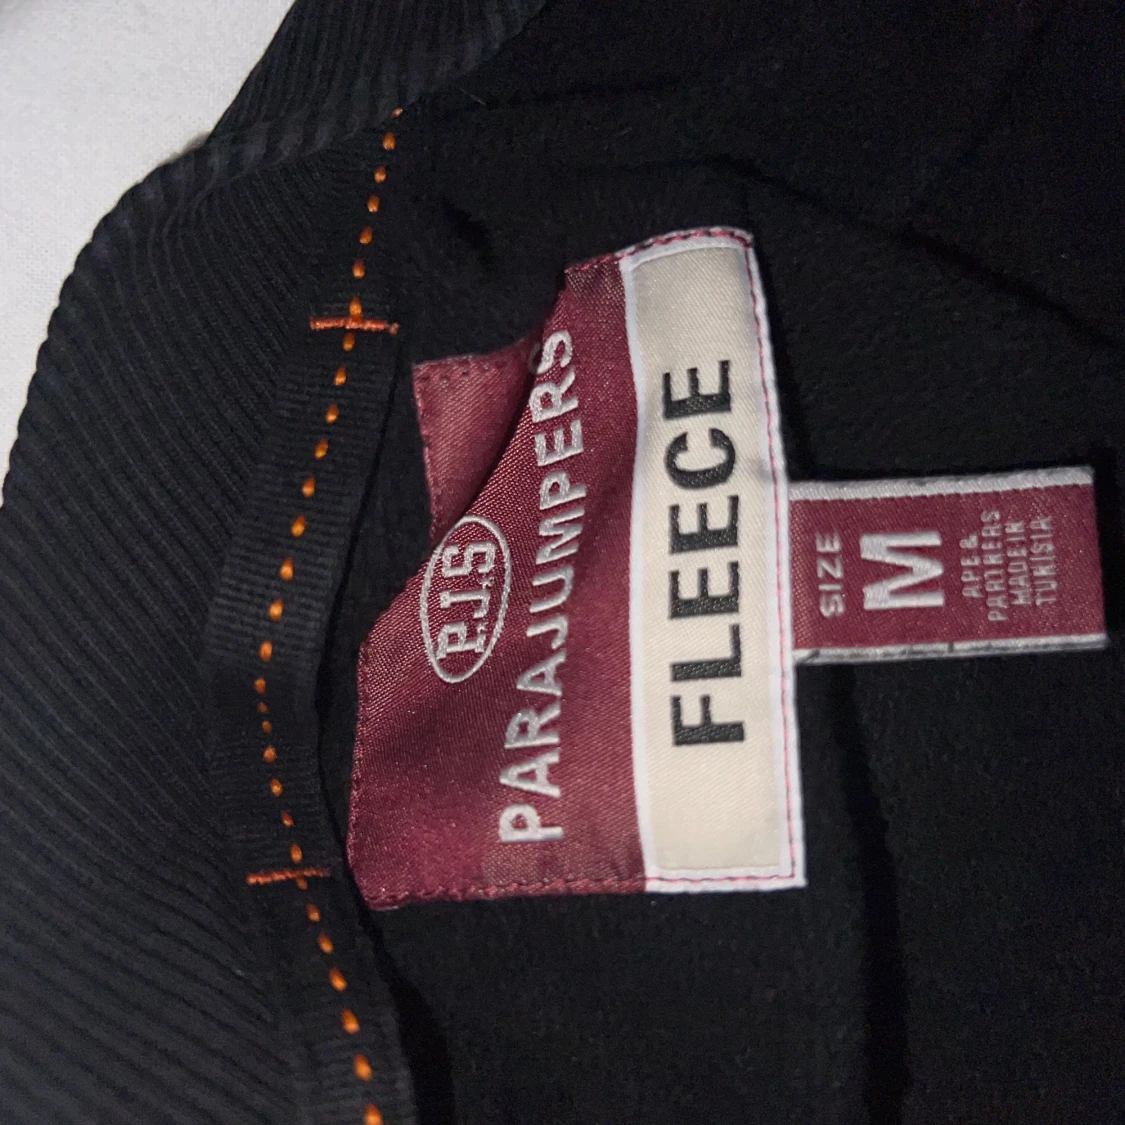 P.J.S
PARAJUMPERS
FLEECE
SIZE
M
APE&
PARTNERS
MADE IN
TUNISIA